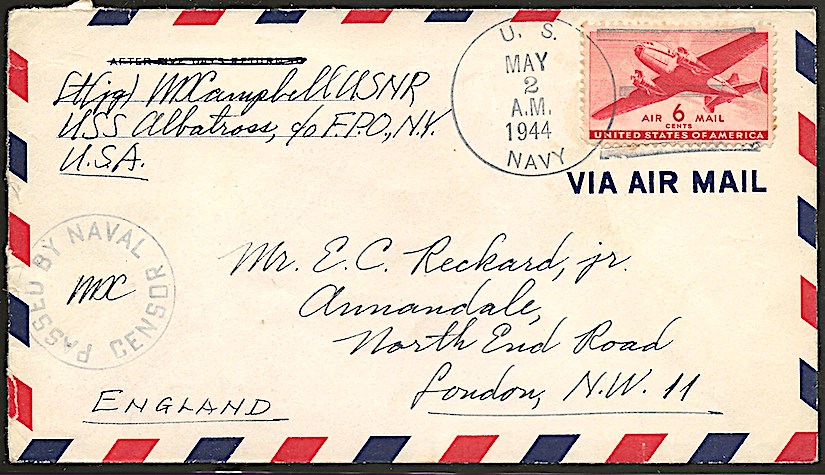 AFTER FIVE DAYS RETURN TO
Lt(jg) MXCampbell USNR
USS Albatross, c/o F.P.O., N.Y.
U.S.A.
U. S.
MAY
2
A.M.
1944
NAVY
AIR 6 MAIL
CENTS
UNITED STATES OF AMERICA
VIA AIR MAIL
PASSED BY NAVAL CENSOR
MX
Mr. E. C. Reckard, jr.
Annandale,
North End Road
London, N.W. 11
ENGLAND